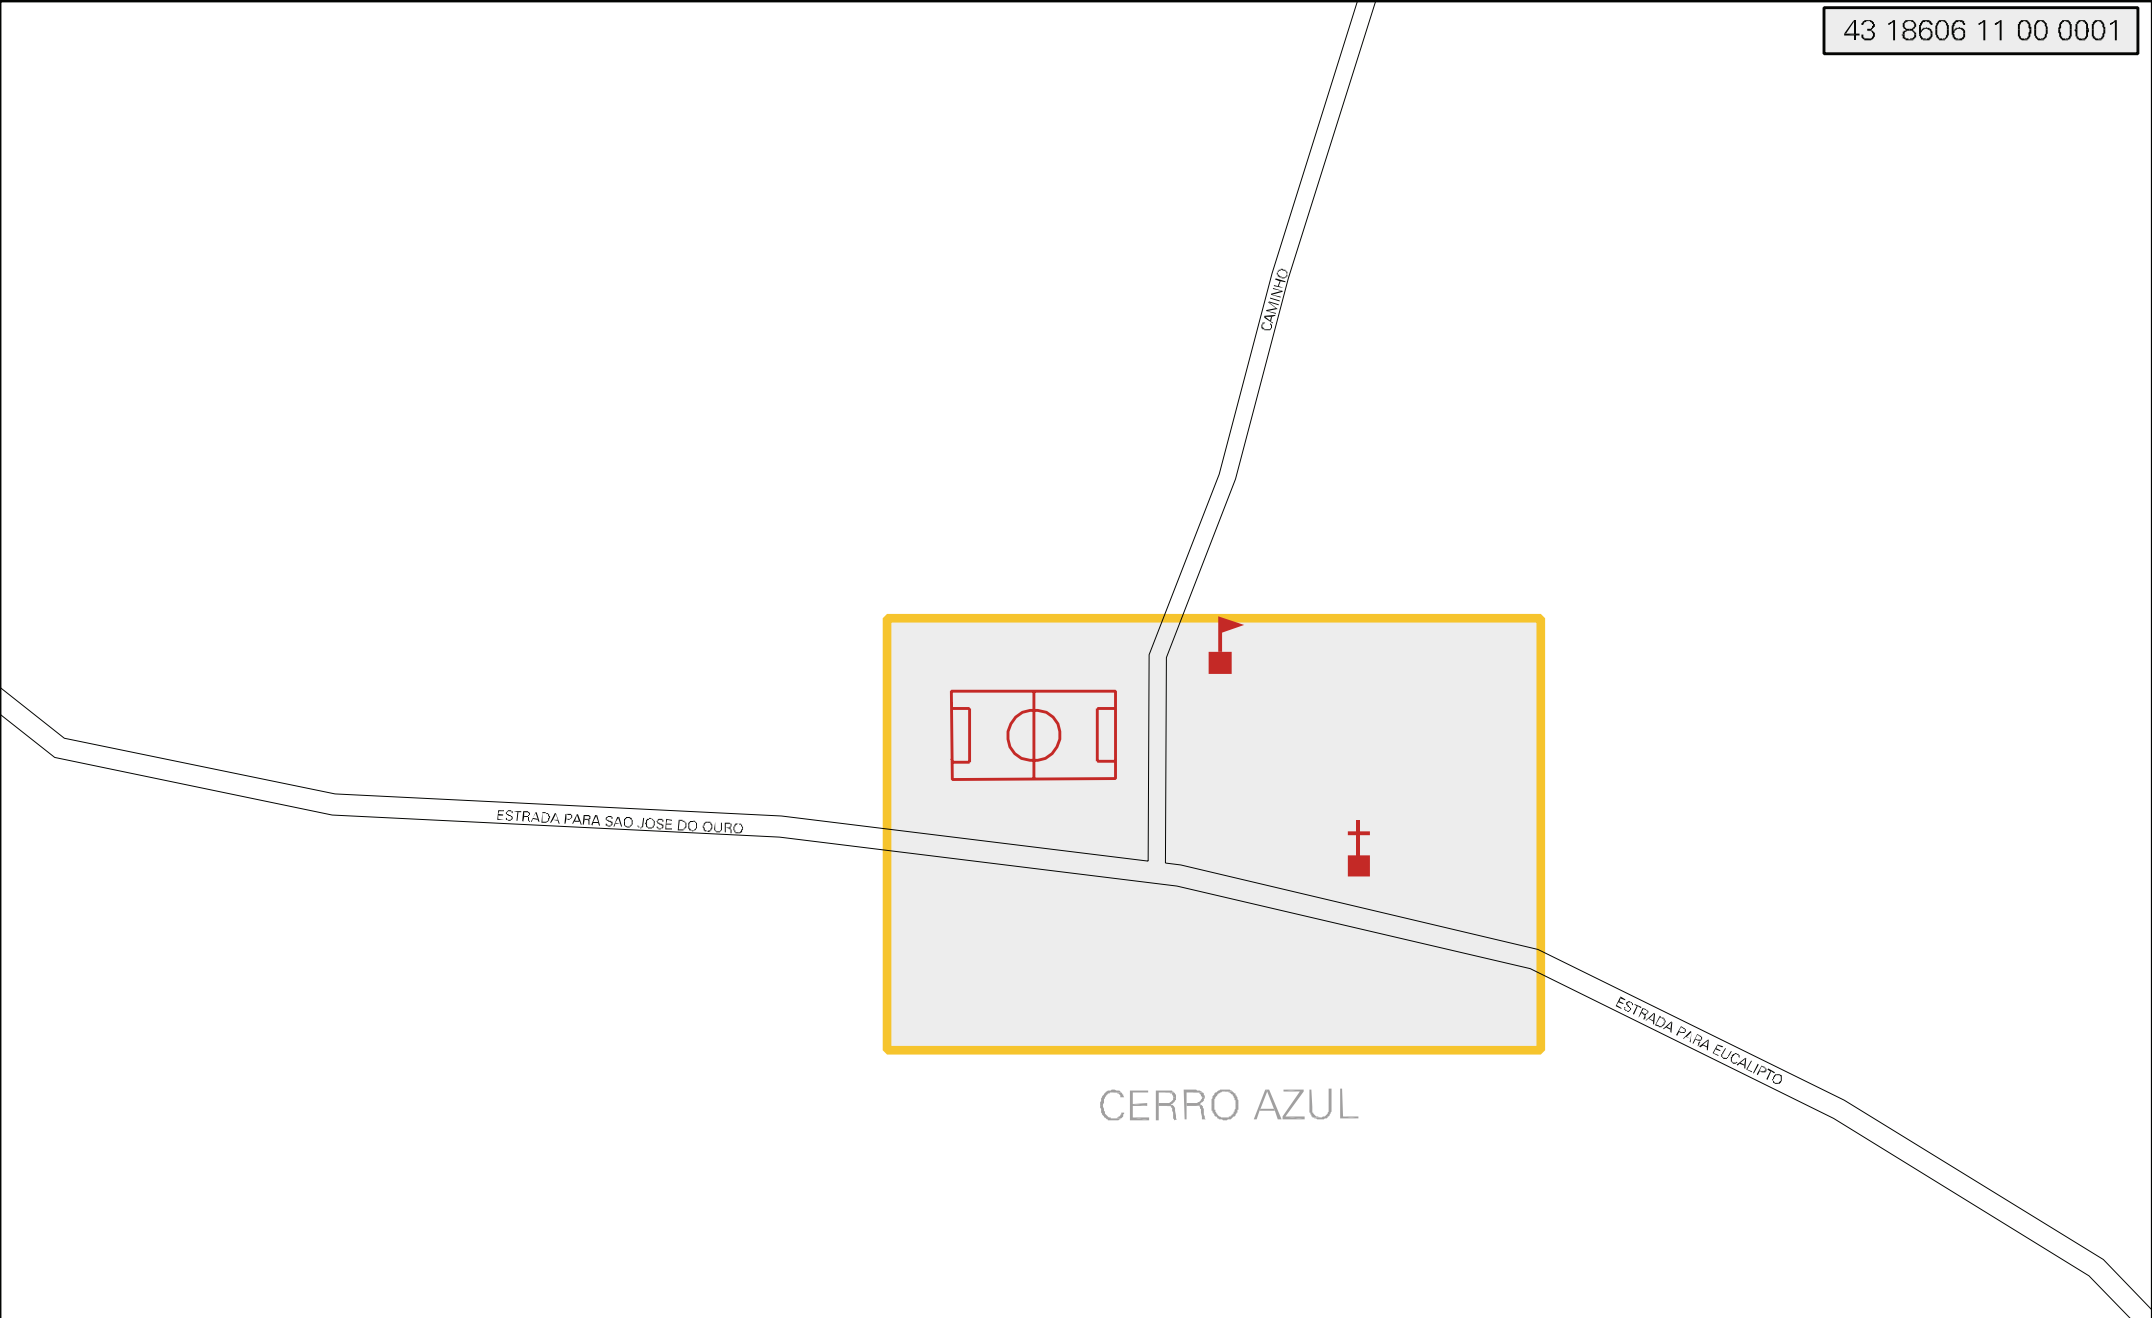 43 18606 11 00 0001
CAMINHO
ESTRADA PARA SAO JOSE DO OURO
ESTRADA PARA EUCALIPTO
CERRO AZUL